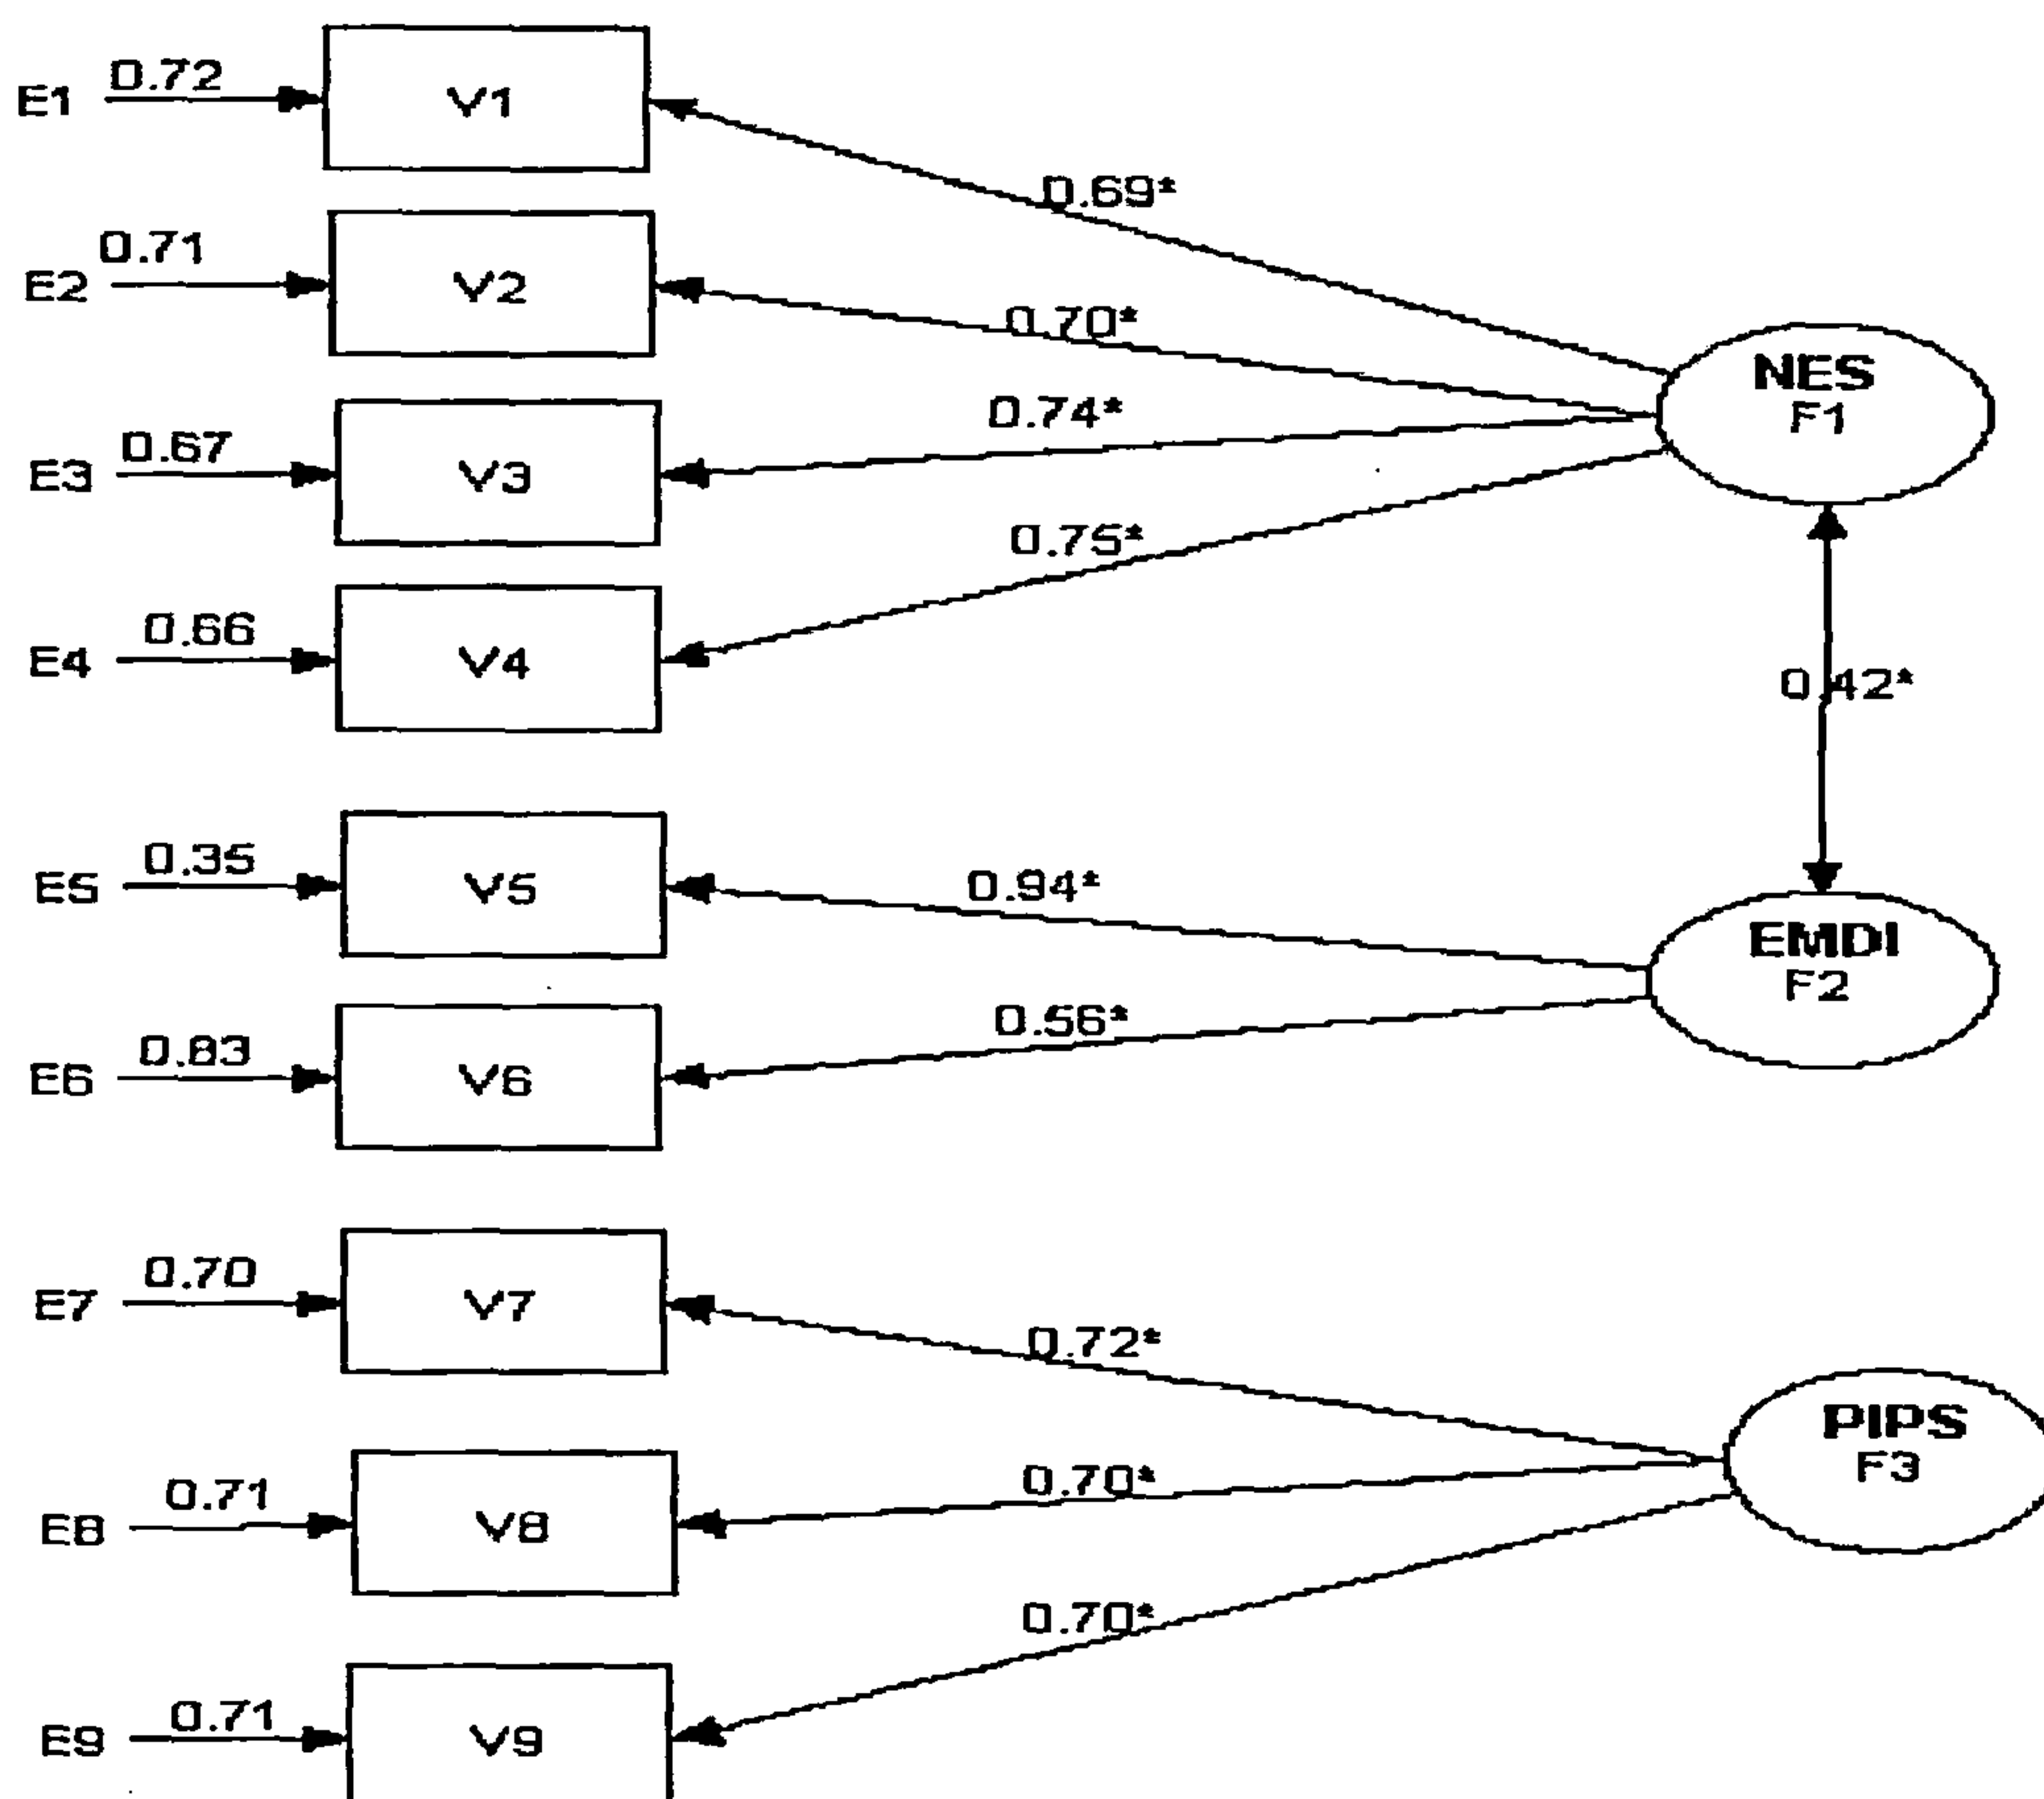 E1 0.72 V1
0.69*
E2 0.71 V2
0.70*
NES
F1
E3 0.67 V3
0.74*
E4 0.66 V4
0.75*
0.42*
E5 0.35 V5
0.94*
EMDI
F2
E6 0.83 V6
0.56*
E7 0.70 V7
0.72*
PIPS
F3
E8 0.71 V8
0.70*
E9 0.71 V9
0.70*